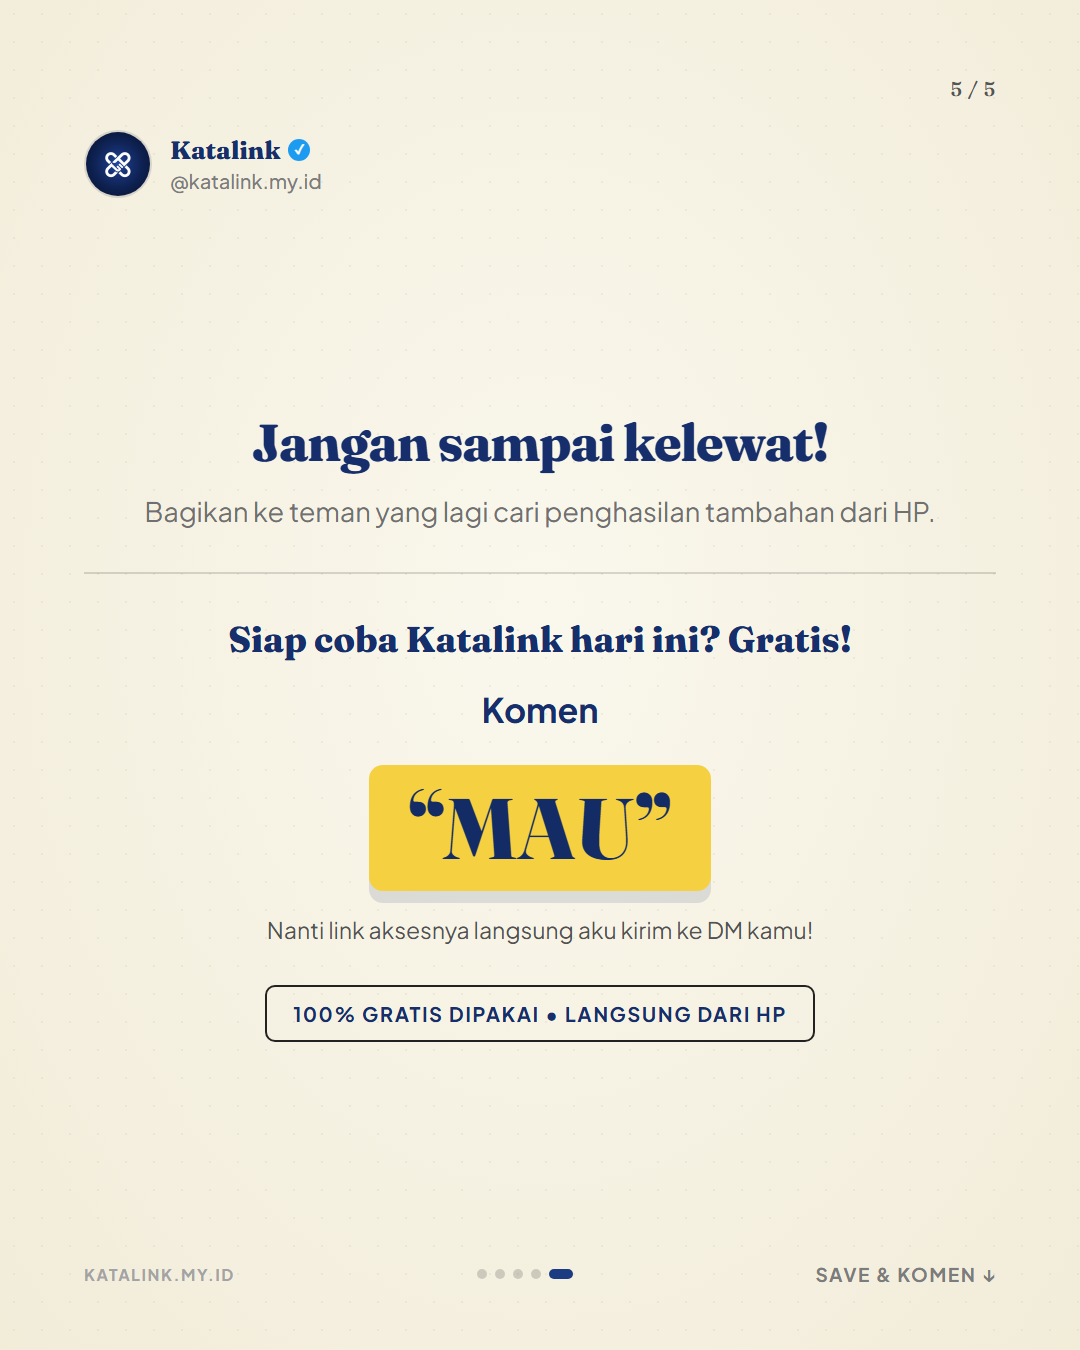 5 / 5
Katalink
@katalink.my.id
Jangan sampai kelewat!
Bagikan ke teman yang lagi cari penghasilan tambahan dari HP.
Siap coba Katalink hari ini? Gratis!
Komen
“MAU”
Nanti link aksesnya langsung aku kirim ke DM kamu!
100% GRATIS DIPAKAI • LANGSUNG DARI HP
KATALINK.MY.ID
SAVE & KOMEN ↓